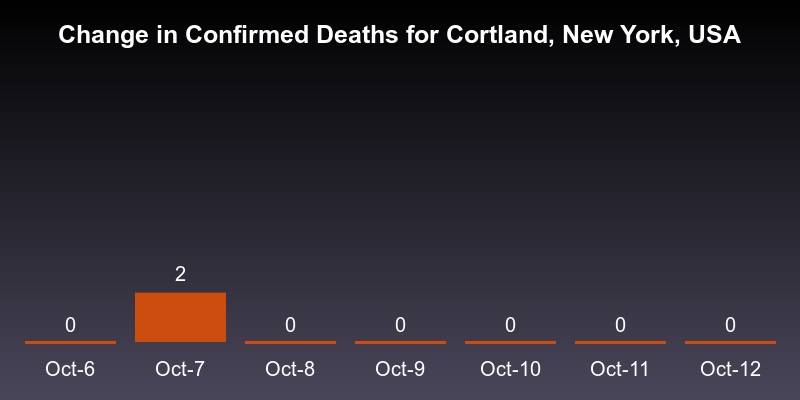 Change in Confirmed Deaths for Cortland, New York, USA
2
0 0 0 0 0 0
Oct-6 Oct-7 Oct-8 Oct-9 Oct-10 Oct-11 Oct-12